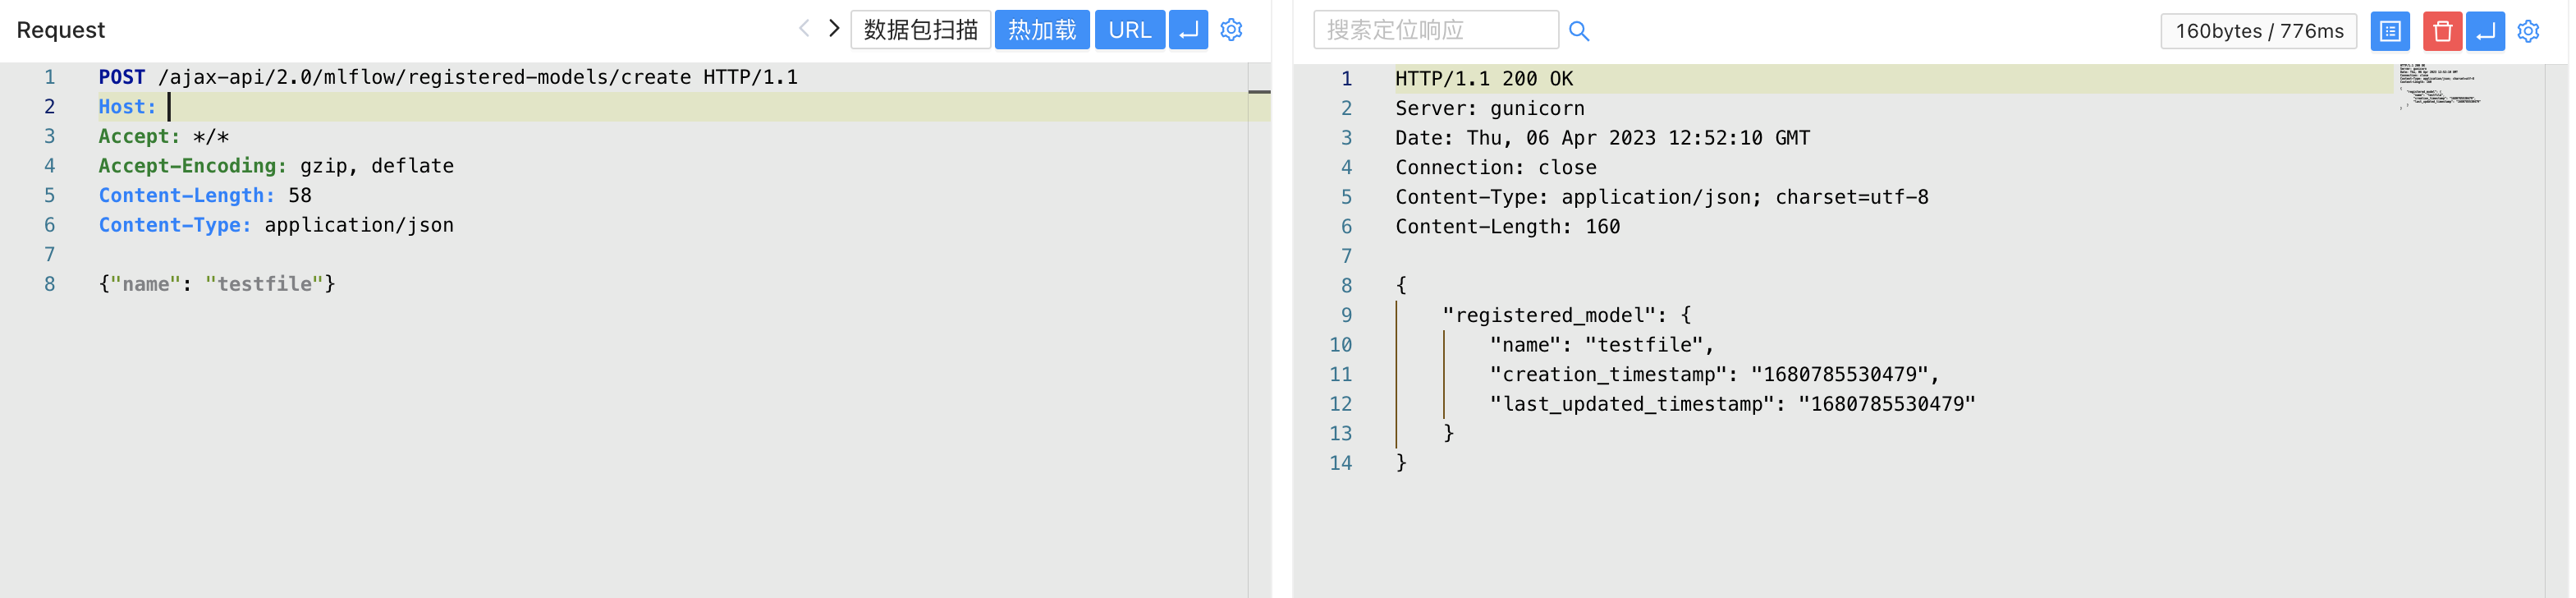 Request
数据包扫描
热加载
URL
1 POST /ajax-api/2.0/mlflow/registered-models/create HTTP/1.1
2 Host:
3 Accept: */*
4 Accept-Encoding: gzip, deflate
5 Content-Length: 58
6 Content-Type: application/json
7
8 {"name": "testfile"}
搜索定位响应
160bytes / 776ms
1 HTTP/1.1 200 OK
2 Server: gunicorn
3 Date: Thu, 06 Apr 2023 12:52:10 GMT
4 Connection: close
5 Content-Type: application/json; charset=utf-8
6 Content-Length: 160
7
8 {
9 "registered_model": {
10 "name": "testfile",
11 "creation_timestamp": "1680785530479",
12 "last_updated_timestamp": "1680785530479"
13 }
14 }